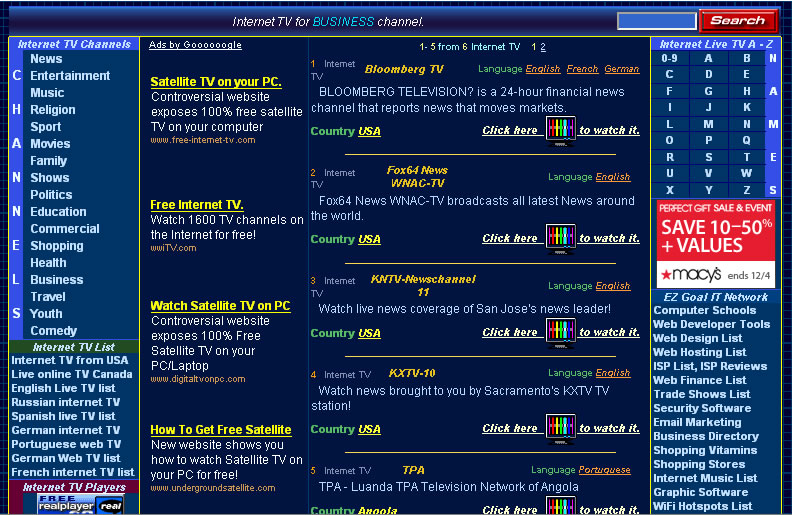 Internet TV for BUSINESS channel.
Search
Internet TV Channels
CHANNELS
News
Entertainment
Music
Religion
Sport
Movies
Family
Shows
Politics
Education
Commercial
Shopping
Health
Business
Travel
Youth
Comedy
Internet TV List
Internet TV from USA
Live online TV Canada
English Live TV list
Russian internet TV
Spanish live TV list
German internet TV
Portuguese web TV
German Web TV list
French internet TV list
Internet TV Players
FREE
realplayer
real
Ads by Goooooogle
Satellite TV on your PC.
Controversial website
exposes 100% free satellite
TV on your computer
www.free-internet-tv.com
Free Internet TV.
Watch 1600 TV channels on
the Internet for free!
wwiTV.com
Watch Satellite TV on PC
Controversial website
exposes 100% Free
Satellite TV on your
PC/Laptop
www.digitaltvonpc.com
How To Get Free Satellite
New website shows you
how to watch Satellite TV on
your PC for free!
www.undergroundsatellite.com
1- 5 from 6 Internet TV 1 2
1 Internet TV Bloomberg TV Language English French German
BLOOMBERG TELEVISION? is a 24-hour financial news
channel that reports news that moves markets.
Country USA Click here to watch it.
2 Internet TV Fox64 News WNAC-TV Language English
Fox64 News WNAC-TV broadcasts all latest News around
the world.
Country USA Click here to watch it.
3 Internet TV KNTV-Newschannel 11 Language English
Watch live news coverage of San Jose's news leader!
Country USA Click here to watch it.
4 Internet TV KXTV-10 Language English
Watch news brought to you by Sacramento's KXTV TV
station!
Country USA Click here to watch it.
5 Internet TV TPA Language Portuguese
TPA - Luanda TPA Television Network of Angola
Country Angola Click here to watch it.
Internet Live TV A - Z
0-9 A B
C D E
F G H
I J K
L M N
O P Q
R S T
U V W
X Y Z
NAMES
PERFECT GIFT SALE & EVENT
SAVE 10-50%
+ VALUES
macy's ends 12/4
EZ Goal IT Network
Computer Schools
Web Developer Tools
Web Design List
Web Hosting List
ISP List, ISP Reviews
Web Finance List
Trade Shows List
Security Software
Email Marketing
Business Directory
Shopping Vitamins
Shopping Stores
Internet Music List
Graphic Software
WiFi Hotspots List